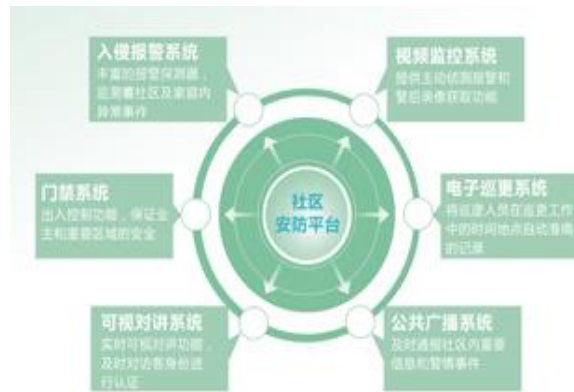 入侵报警系统
丰富的报警探测器，
监测着社区及家庭内
异常事件
视频监控系统
提供主动侦测报警和
警后录像获取功能
门禁系统
出入控制功能，保证业
主和重要区域的安全
社区
安防平台
电子巡更系统
将巡逻人员在巡更工作
中的时间地点自动准确
的记录
可视对讲系统
实时可视对讲功能，
及时对访客身份进
行认证
公共广播系统
及时通报社区内重要
信息和警情事件